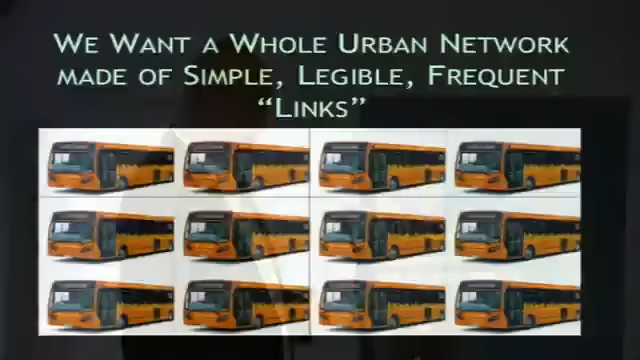 We Want a Whole Urban Network
made of Simple, Legible, Frequent
“Links”